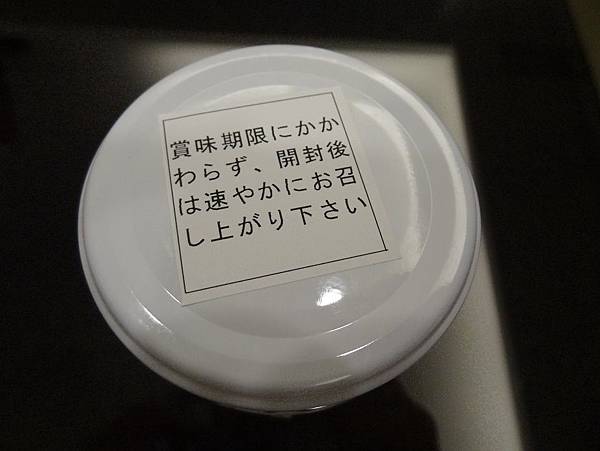 賞味期限にかか
わらず、開封後
は速やかにお召
し上がり下さい